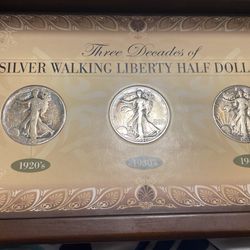 Three Decades of
SILVER WALKING LIBERTY HALF DOLL
1920's
1930's